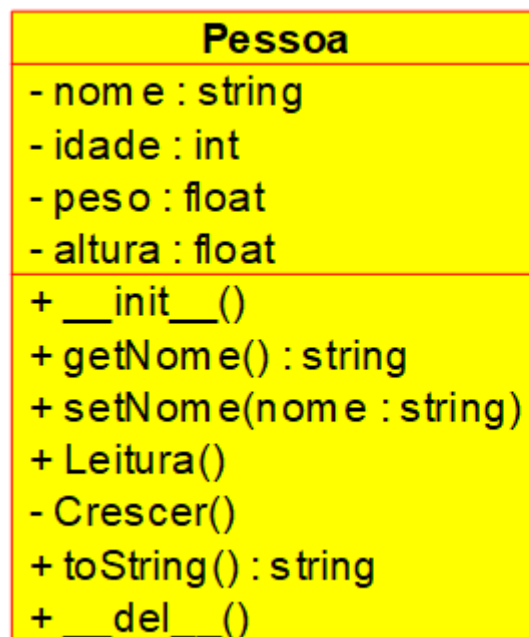 Pessoa
- nome : string
- idade : int
- peso : float
- altura : float
+ __init__()
+ getNome() : string
+ setNome(nome : string)
+ Leitura()
- Crescer()
+ toString() : string
+ __del__()